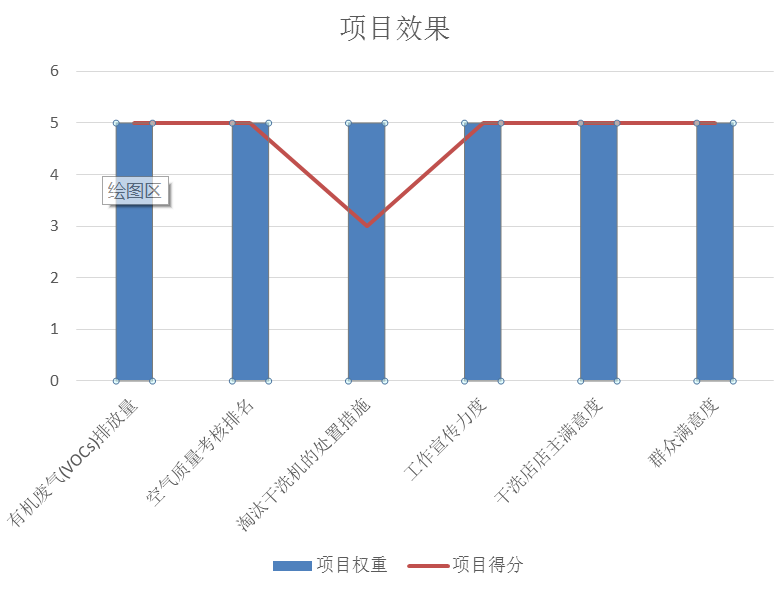 项目效果
6
5
4
3
2
1
0
绘图区
有机废气(VOCs)排放量
空气质量考核排名
淘汰干洗机的处置措施
工作宣传力度
干洗店店主满意度
群众满意度
项目权重 项目得分